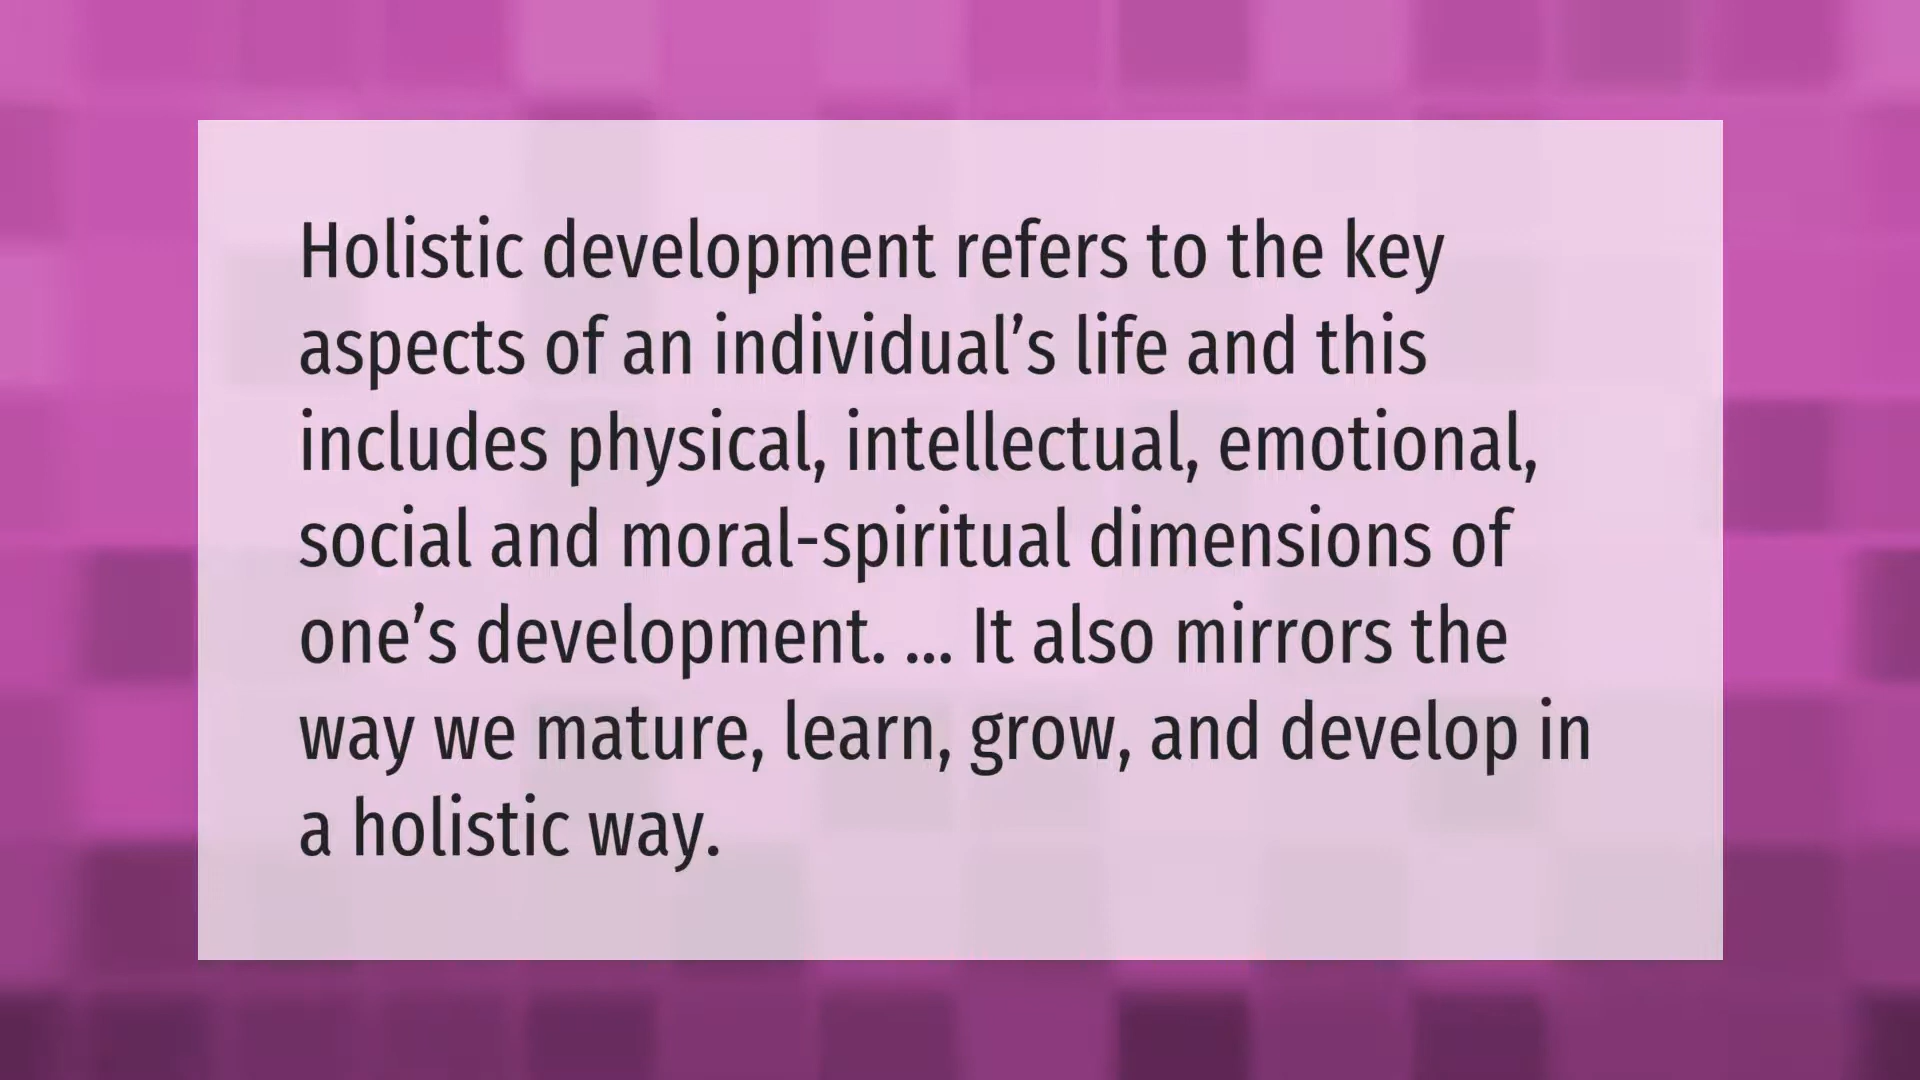 Holistic development refers to the key
aspects of an individual’s life and this
includes physical, intellectual, emotional,
social and moral-spiritual dimensions of
one’s development. ... It also mirrors the
way we mature, learn, grow, and develop in
a holistic way.